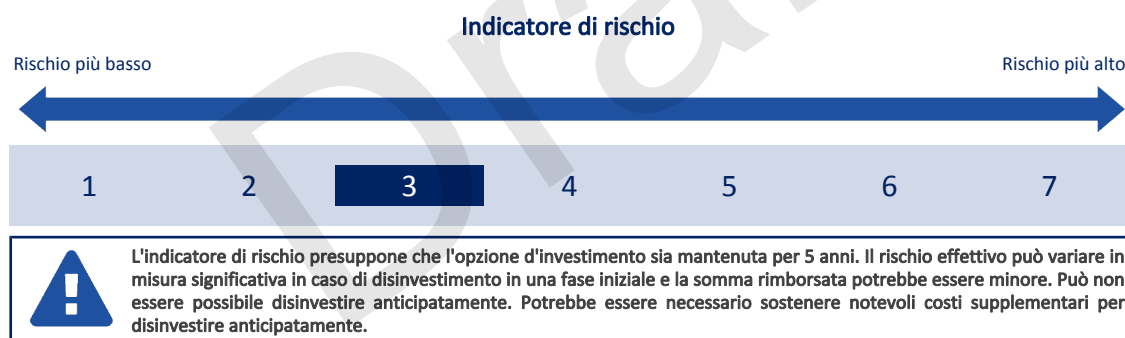 Indicatore di rischio
Rischio più basso
Rischio più alto
1 2 3 4 5 6 7
L'indicatore di rischio presuppone che l'opzione d'investimento sia mantenuta per 5 anni. Il rischio effettivo può variare in
misura significativa in caso di disinvestimento in una fase iniziale e la somma rimborsata potrebbe essere minore. Può non
essere possibile disinvestire anticipatamente. Potrebbe essere necessario sostenere notevoli costi supplementari per
disinvestire anticipatamente.